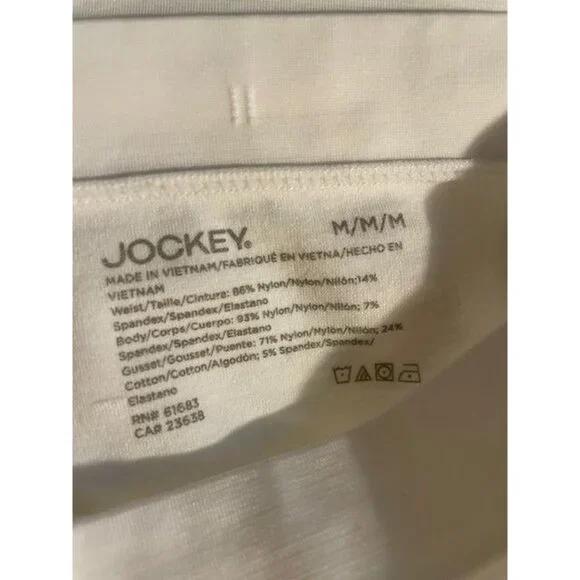 JOCKEY® M/M/M
MADE IN VIETNAM/FABRIQUÉ EN VIETNA/HECHO EN
VIETNAM
Waist/Taille/Cintura: 86% Nylon/Nylon/Nilón;14%
Spandex/Spandex/Elastano
Body/Corps/Cuerpo: 93% Nylon/Nylon/Nilón; 7%
Spandex/Spandex/Elastano
Gusset/Gousset/Puente: 71% Nylon/Nylon/Nilón; 24%
Cotton/Cotton/Algodón; 5% Spandex/Spandex/
Elastano
RN# 61683
CA# 23638